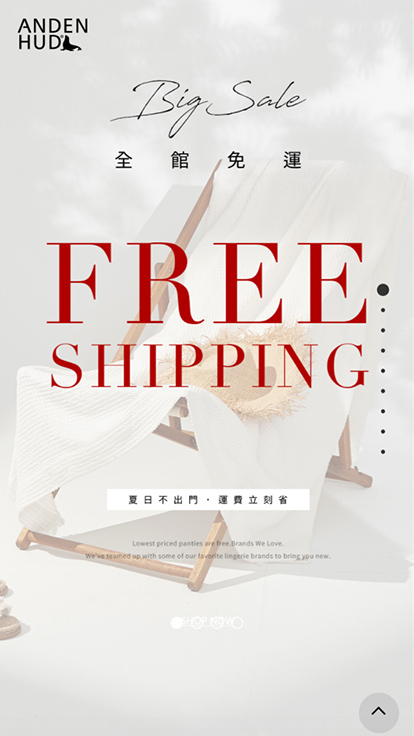 ANDEN
HUD
Big Sale
全館免運
FREE
SHIPPING
夏日不出門・運費立刻省
Lowest priced panties are free.Brands We Love.
We've teamed up with some of our favorite lingerie brands to bring you new.
SHOP NOW